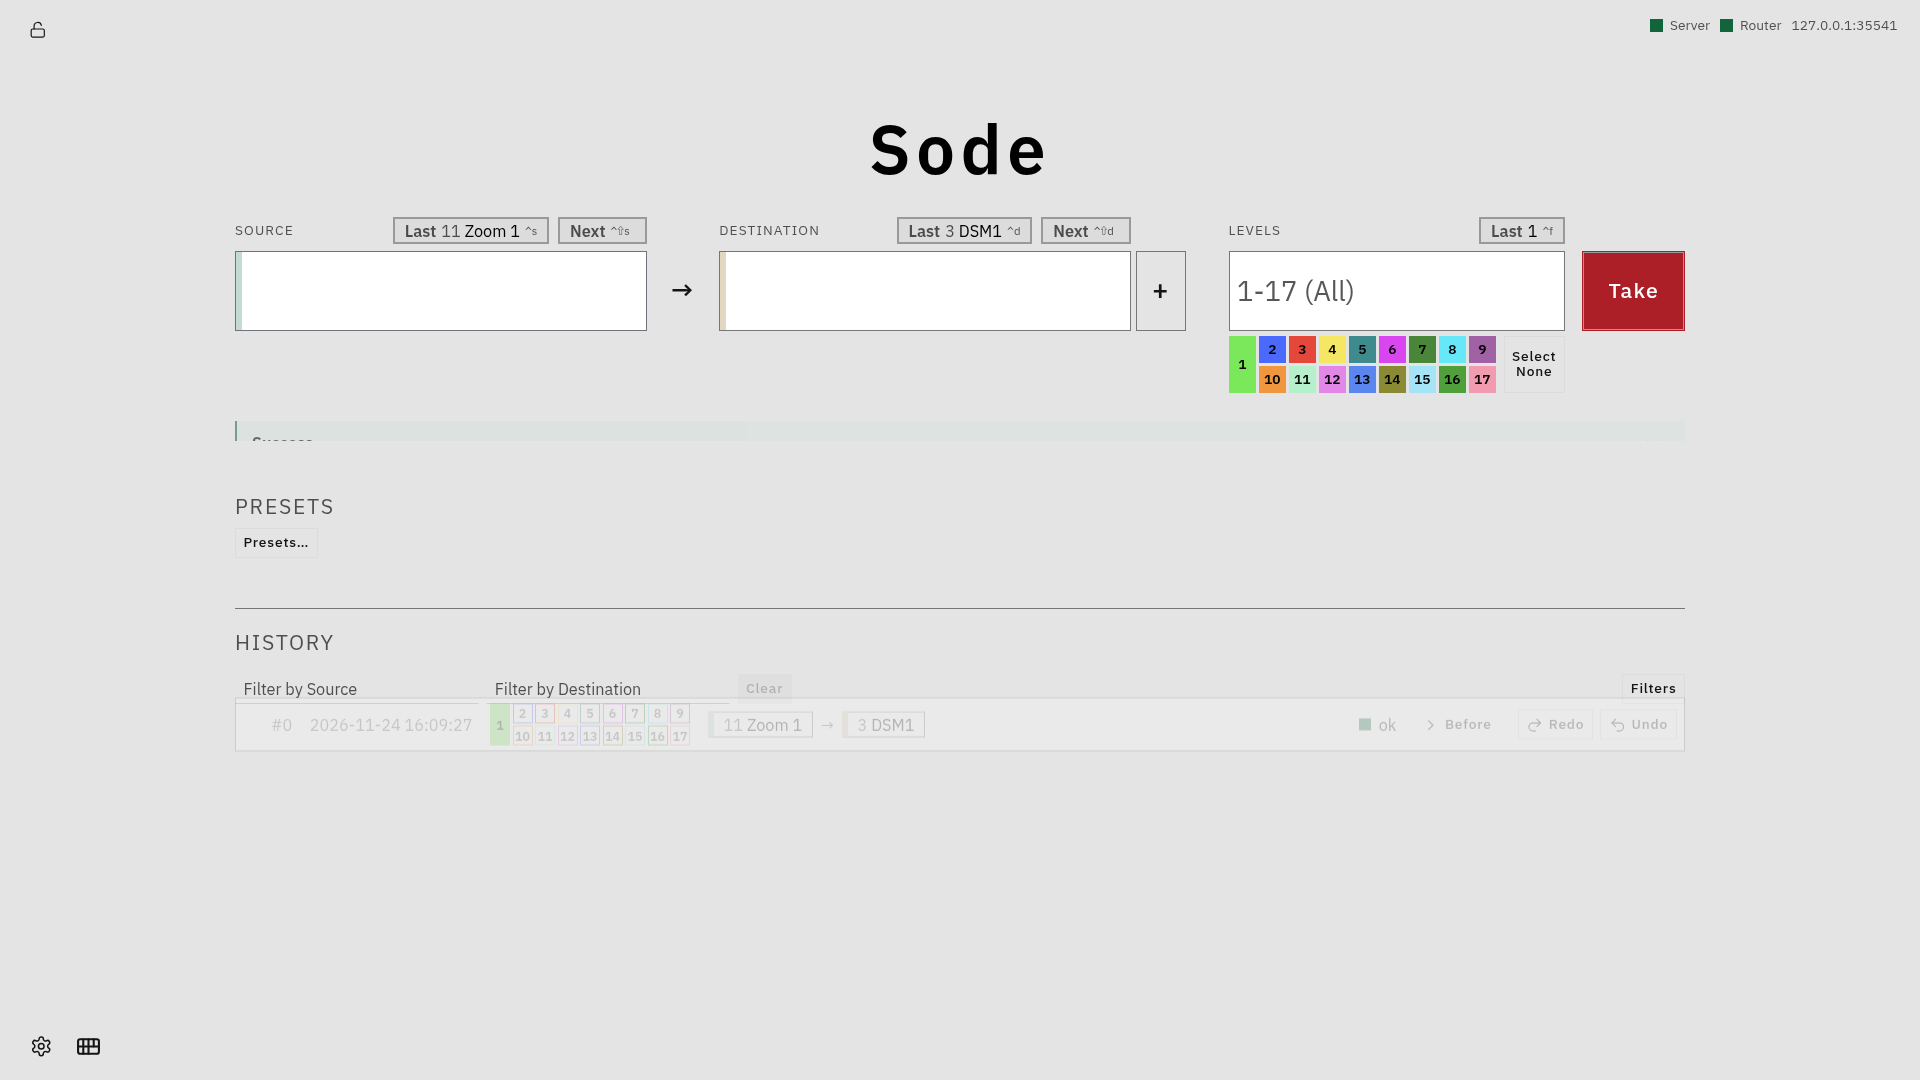 Server Router 127.0.0.1:35541
Sode
SOURCE Last 11 Zoom 1 ^s Next ^⇧s
DESTINATION Last 3 DSM1 ^d Next ^⇧d
LEVELS Last 1 ^f
→ + 1-17 (All) Take
1 2 3 4 5 6 7 8 9
10 11 12 13 14 15 16 17
Select
None
Success
PRESETS
Presets...
HISTORY
Filter by Source Filter by Destination Clear Filters
#0 2026-11-24 16:09:27 1 2 3 4 5 6 7 8 9
10 11 12 13 14 15 16 17
11 Zoom 1 → 3 DSM1 ok Before Redo Undo